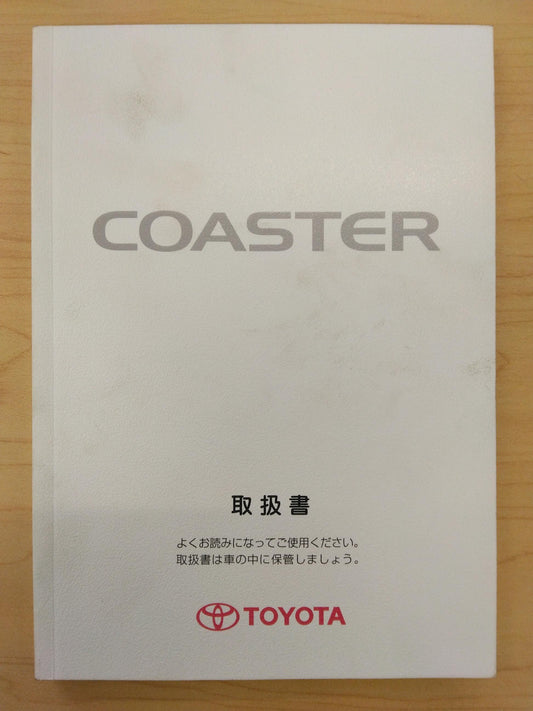 COASTER
取扱書
よくお読みになってご使用ください。
取扱書は車の中に保管しましょう。
TOYOTA